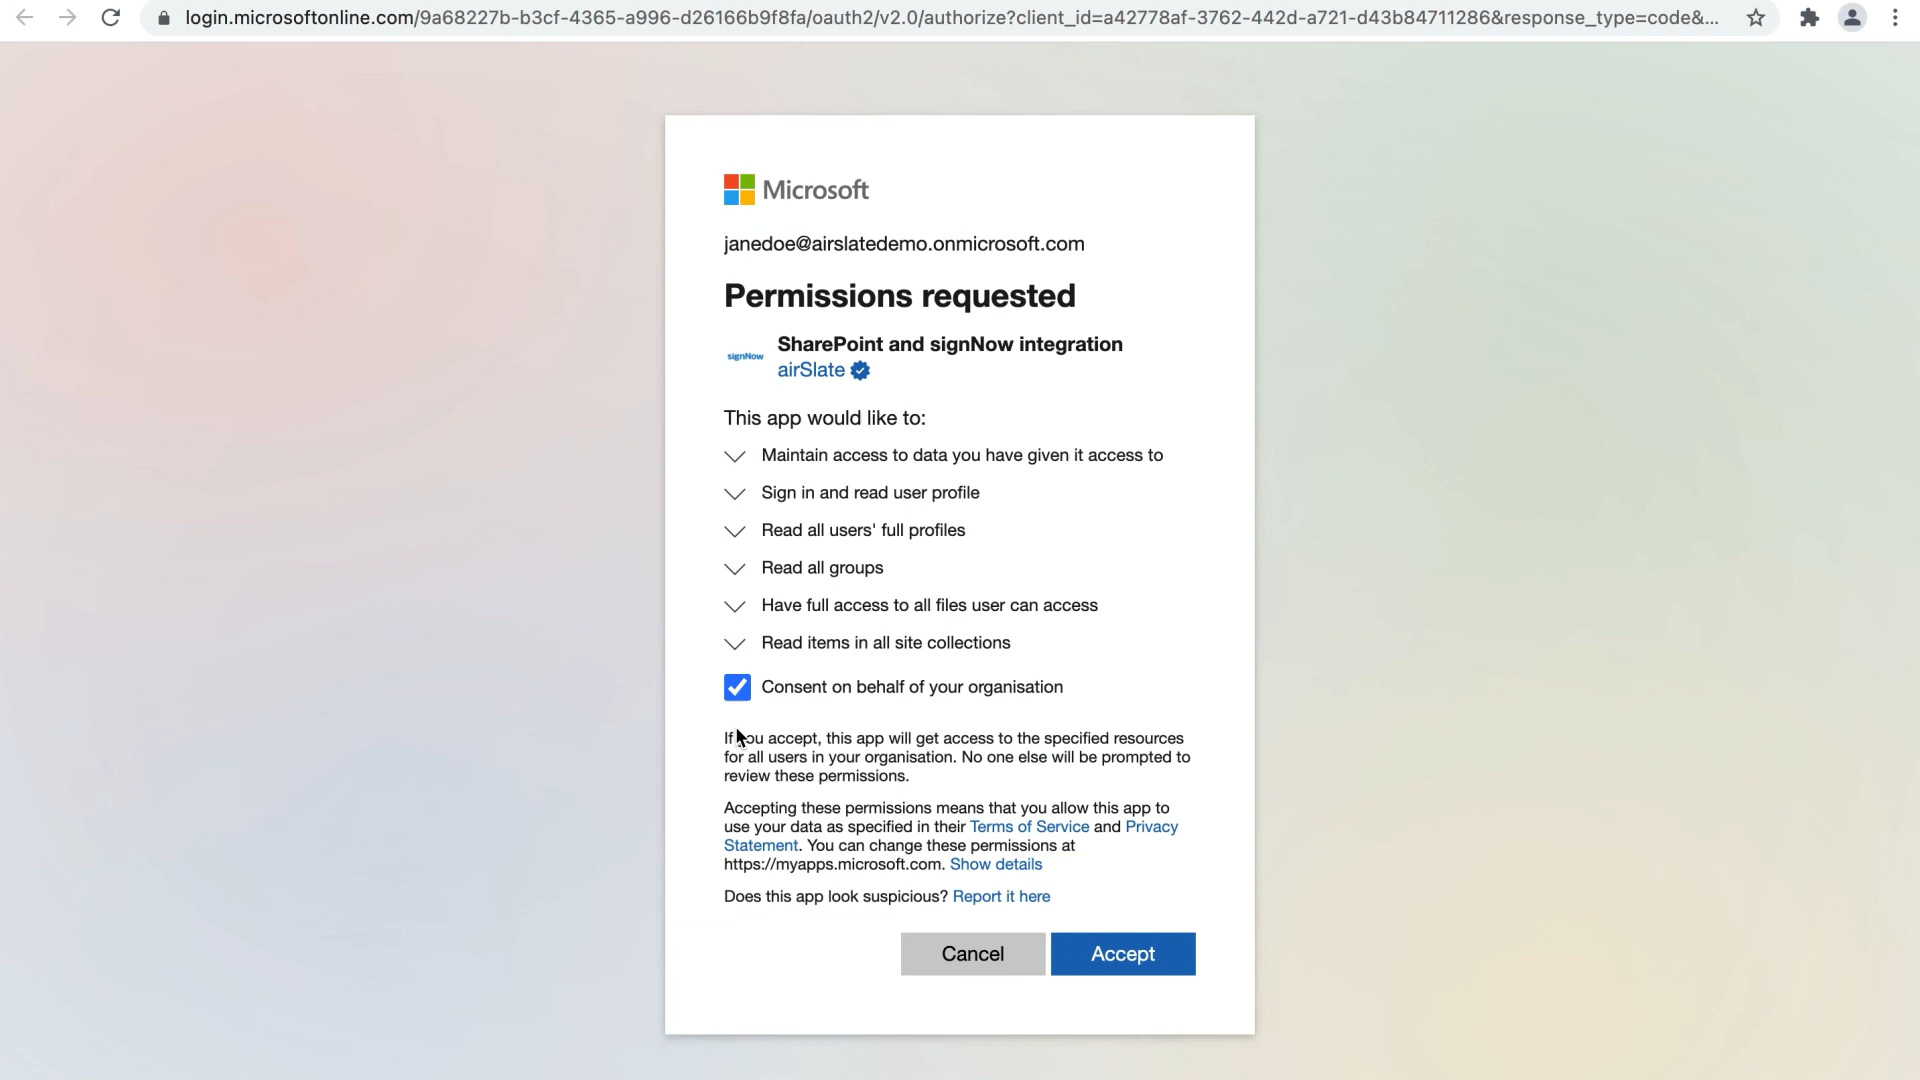 login.microsoftonline.com/9a68227b-b3cf-4365-a996-d26166b9f8fa/oauth2/v2.0/authorize?client_id=a42778af-3762-442d-a721-d43b84711286&response_type=code&...
Microsoft
janedoe@airslatedemo.onmicrosoft.com
Permissions requested
signNow
SharePoint and signNow integration
airSlate
This app would like to:
Maintain access to data you have given it access to
Sign in and read user profile
Read all users' full profiles
Read all groups
Have full access to all files user can access
Read items in all site collections
Consent on behalf of your organisation
If you accept, this app will get access to the specified resources
for all users in your organisation. No one else will be prompted to
review these permissions.
Accepting these permissions means that you allow this app to
use your data as specified in their Terms of Service and Privacy
Statement. You can change these permissions at
https://myapps.microsoft.com. Show details
Does this app look suspicious? Report it here
Cancel
Accept